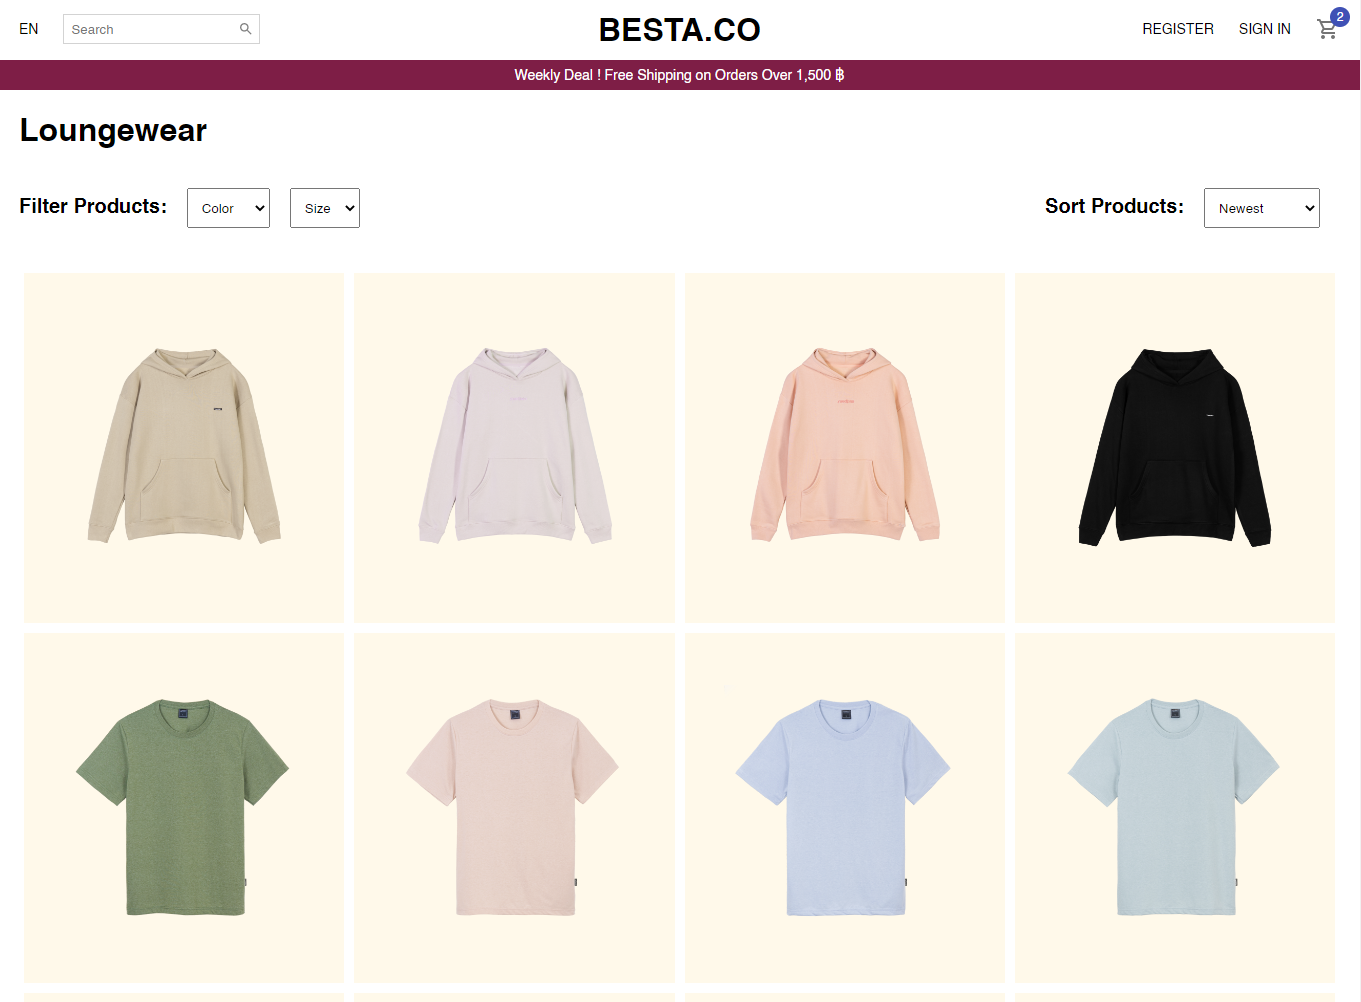 EN
Search
BESTA.CO
REGISTER
SIGN IN
2
Weekly Deal ! Free Shipping on Orders Over 1,500 ฿
Loungewear
Filter Products:
Color
Size
Sort Products:
Newest